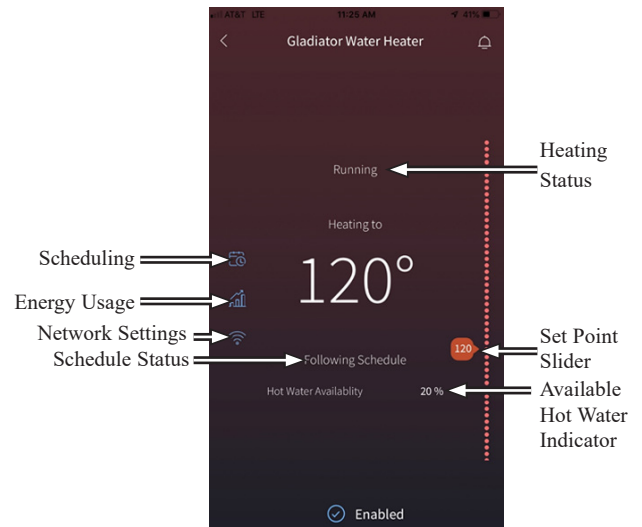 AT&T LTE 11:25 AM 41%
Gladiator Water Heater
Heating
Status
Running
Heating to
Scheduling
120°
Energy Usage
Network Settings
Schedule Status
Following Schedule
120
Set Point
Slider
Hot Water Availablity 20 %
Available
Hot Water
Indicator
Enabled